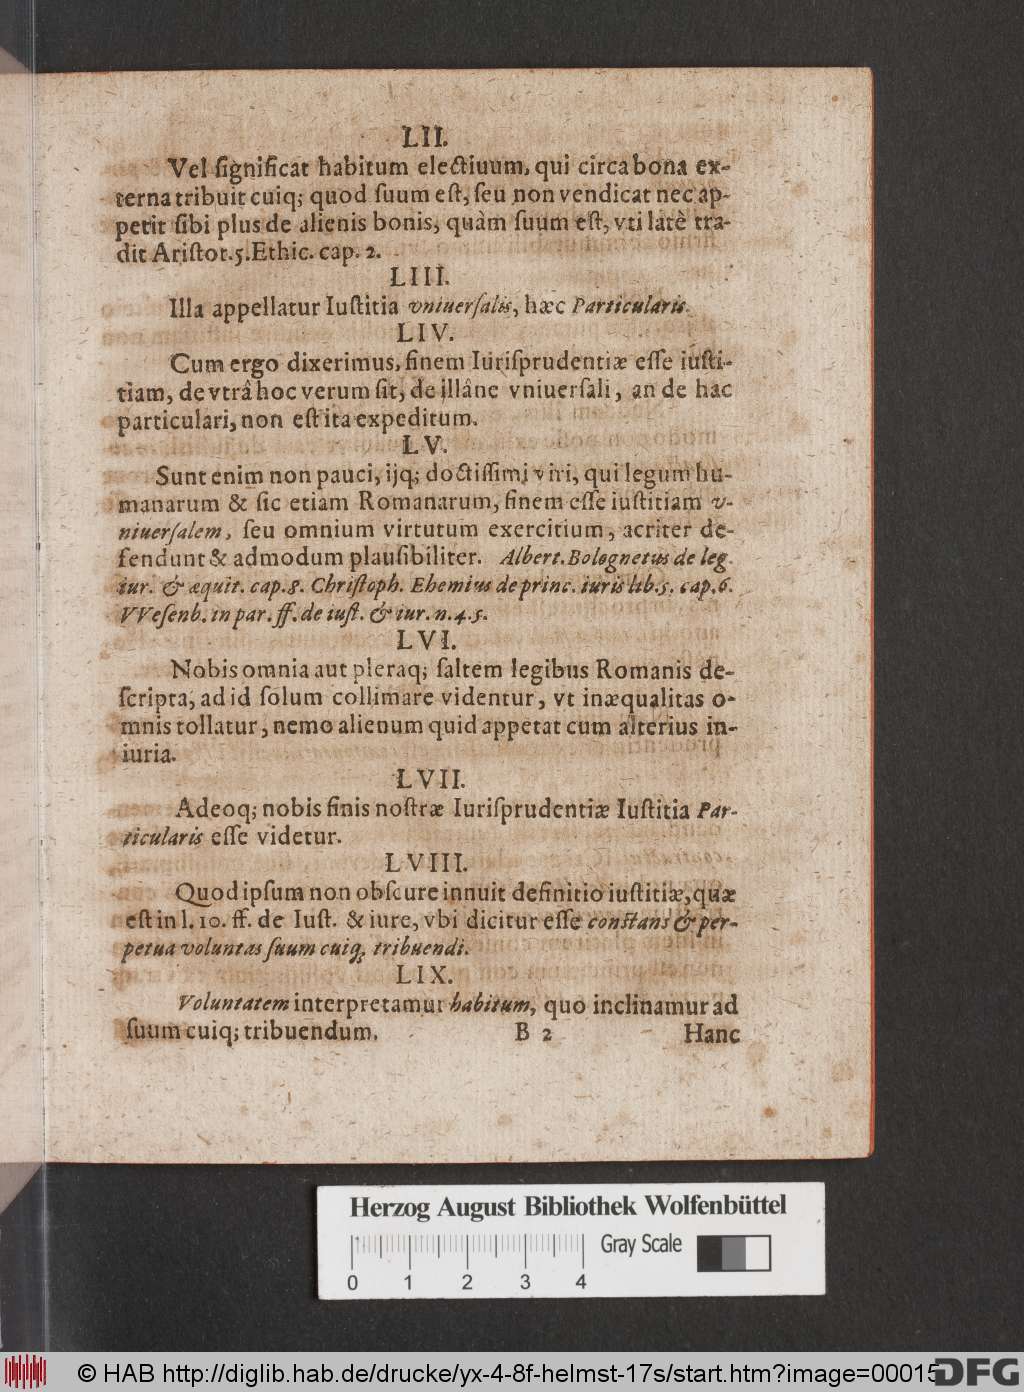 LII.
Vel ſignificat habitum electiuum, qui circa bona ex-
terna tribuit cuiq; quod ſuum eſt, ſeu non vendicat nec ap-
petit ſibi plus de alienis bonis, quàm ſuum eſt, vti latè tra-
dit Ariſtot. 5. Ethic. cap. 2.
LIII.
Illa appellatur Iuſtitia vniuerſalis, hæc Particularis.
LIV.
Cum ergo dixerimus, finem Iuriſprudentiæ eſſe iuſti-
tiam, de vtrâ hoc verum ſit, de illâne vniuerſali, an de hac
particulari, non eſt ita expeditum.
LV.
Sunt enim non pauci, ijq; doctiſſimi viri, qui legum hu-
manarum & ſic etiam Romanarum, finem eſſe iuſtitiam v-
niuerſalem, ſeu omnium virtutum exercitium, acriter de-
fendunt & admodum plauſibiliter. Albert. Bolognetus de leg.
iur. & æquit. cap. 8. Chriſtoph. Ehemius de princ. iuris lib. 5. cap. 6.
VVeſenb. in par. ff. de iuſt. & iur. n. 4. 5.
LVI.
Nobis omnia aut pleraq; ſaltem legibus Romanis de-
ſcripta, ad id ſolum collimare videntur, vt inæqualitas o-
mnis tollatur, nemo alienum quid appetat cum alterius in-
iuria.
LVII.
Adeoq; nobis finis noſtræ Iuriſprudentiæ Iuſtitia Par-
ticularis eſſe videtur.
LVIII.
Quod ipſum non obſcure innuit definitio iuſtitiæ, quæ
eſt in l. 10. ff. de Iuſt. & iure, vbi dicitur eſſe conſtans & per-
petua voluntas ſuum cuiq; tribuendi.
LIX.
Voluntatem interpretamur habitum, quo inclinamur ad
ſuum cuiq; tribuendum.
B 2
Hanc
Herzog August Bibliothek Wolfenbüttel
Gray Scale
0 1 2 3 4
© HAB http://diglib.hab.de/drucke/yx-4-8f-helmst-17s/start.htm?image=00015
DFG